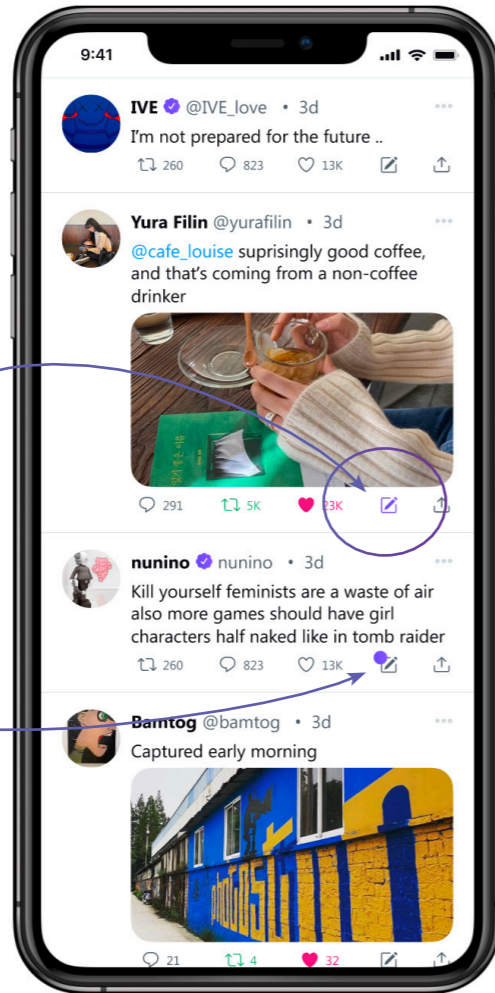 9:41
IVE @IVE_love • 3d
I'm not prepared for the future ..
260 823 13K
Yura Filin @yurafilin • 3d
@cafe_louise suprisingly good coffee,
and that's coming from a non-coffee
drinker
291 5K 23K
nunino nunino • 3d
Kill yourself feminists are a waste of air
also more games should have girl
characters half naked like in tomb raider
260 823 13K
Bamtog @bamtog • 3d
Captured early morning
21 4 32